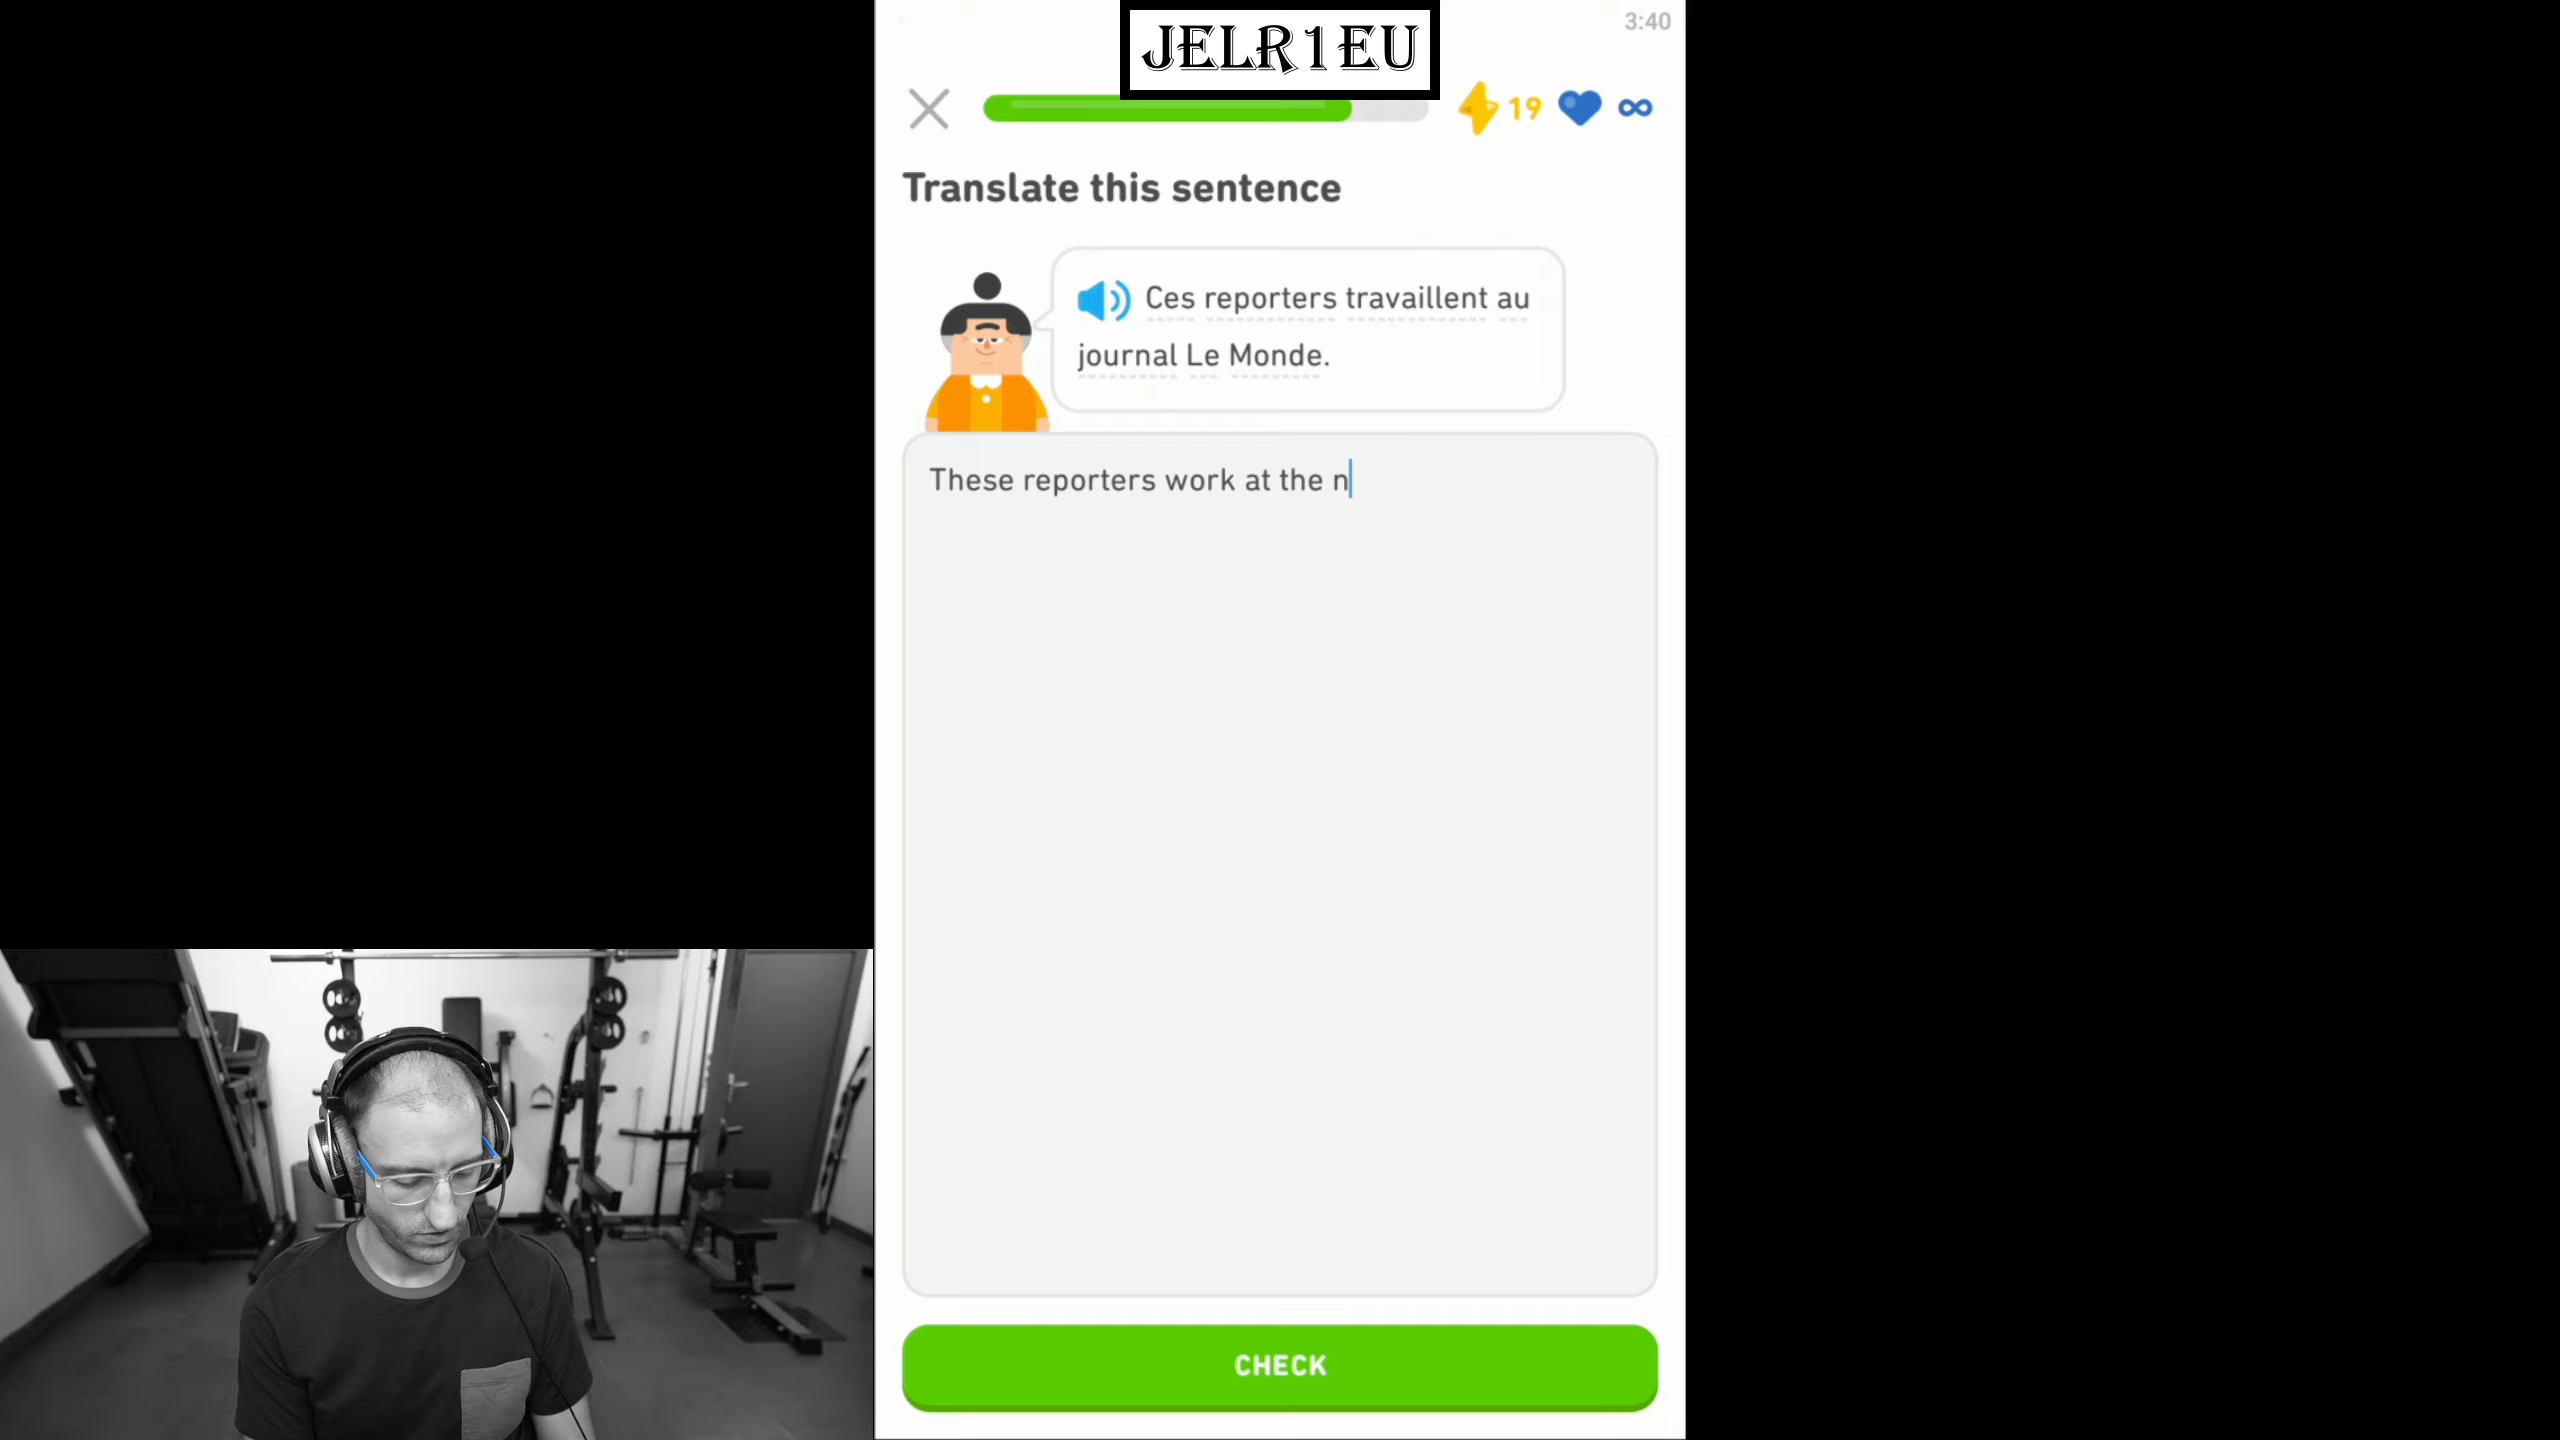 JELR1EU
3:40
19
Translate this sentence
Ces reporters travaillent au
journal Le Monde.
These reporters work at the n
CHECK